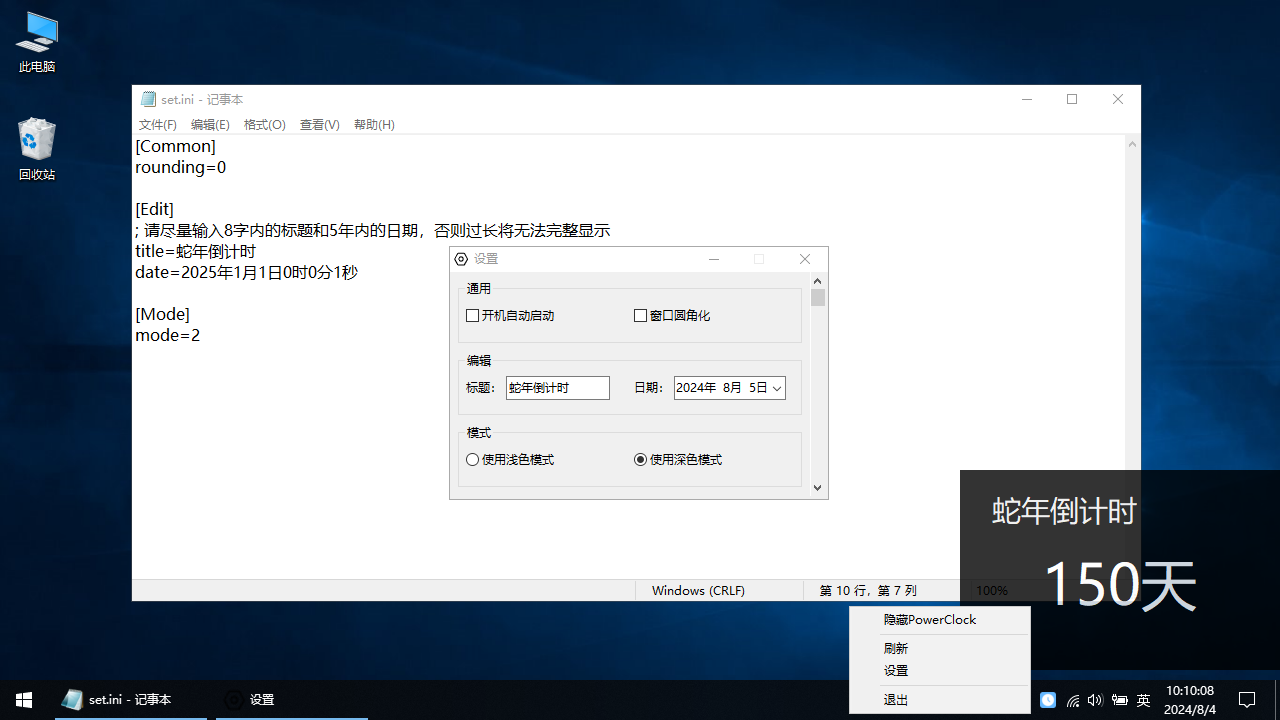 此电脑
回收站
set.ini - 记事本
文件(F) 编辑(E) 格式(O) 查看(V) 帮助(H)
[Common]
rounding=0
[Edit]
; 请尽量输入8字内的标题和5年内的日期，否则过长将无法完整显示
title=蛇年倒计时
date=2025年1月1日0时0分1秒
[Mode]
mode=2
设置
通用
开机自动启动 窗口圆角化
编辑
标题： 蛇年倒计时 日期： 2024年 8月 5日
模式
使用浅色模式 使用深色模式
蛇年倒计时
150天
Windows (CRLF) 第 10 行，第 7 列 100%
隐藏PowerClock
刷新
设置
退出
set.ini - 记事本 设置
英
10:10:08
2024/8/4